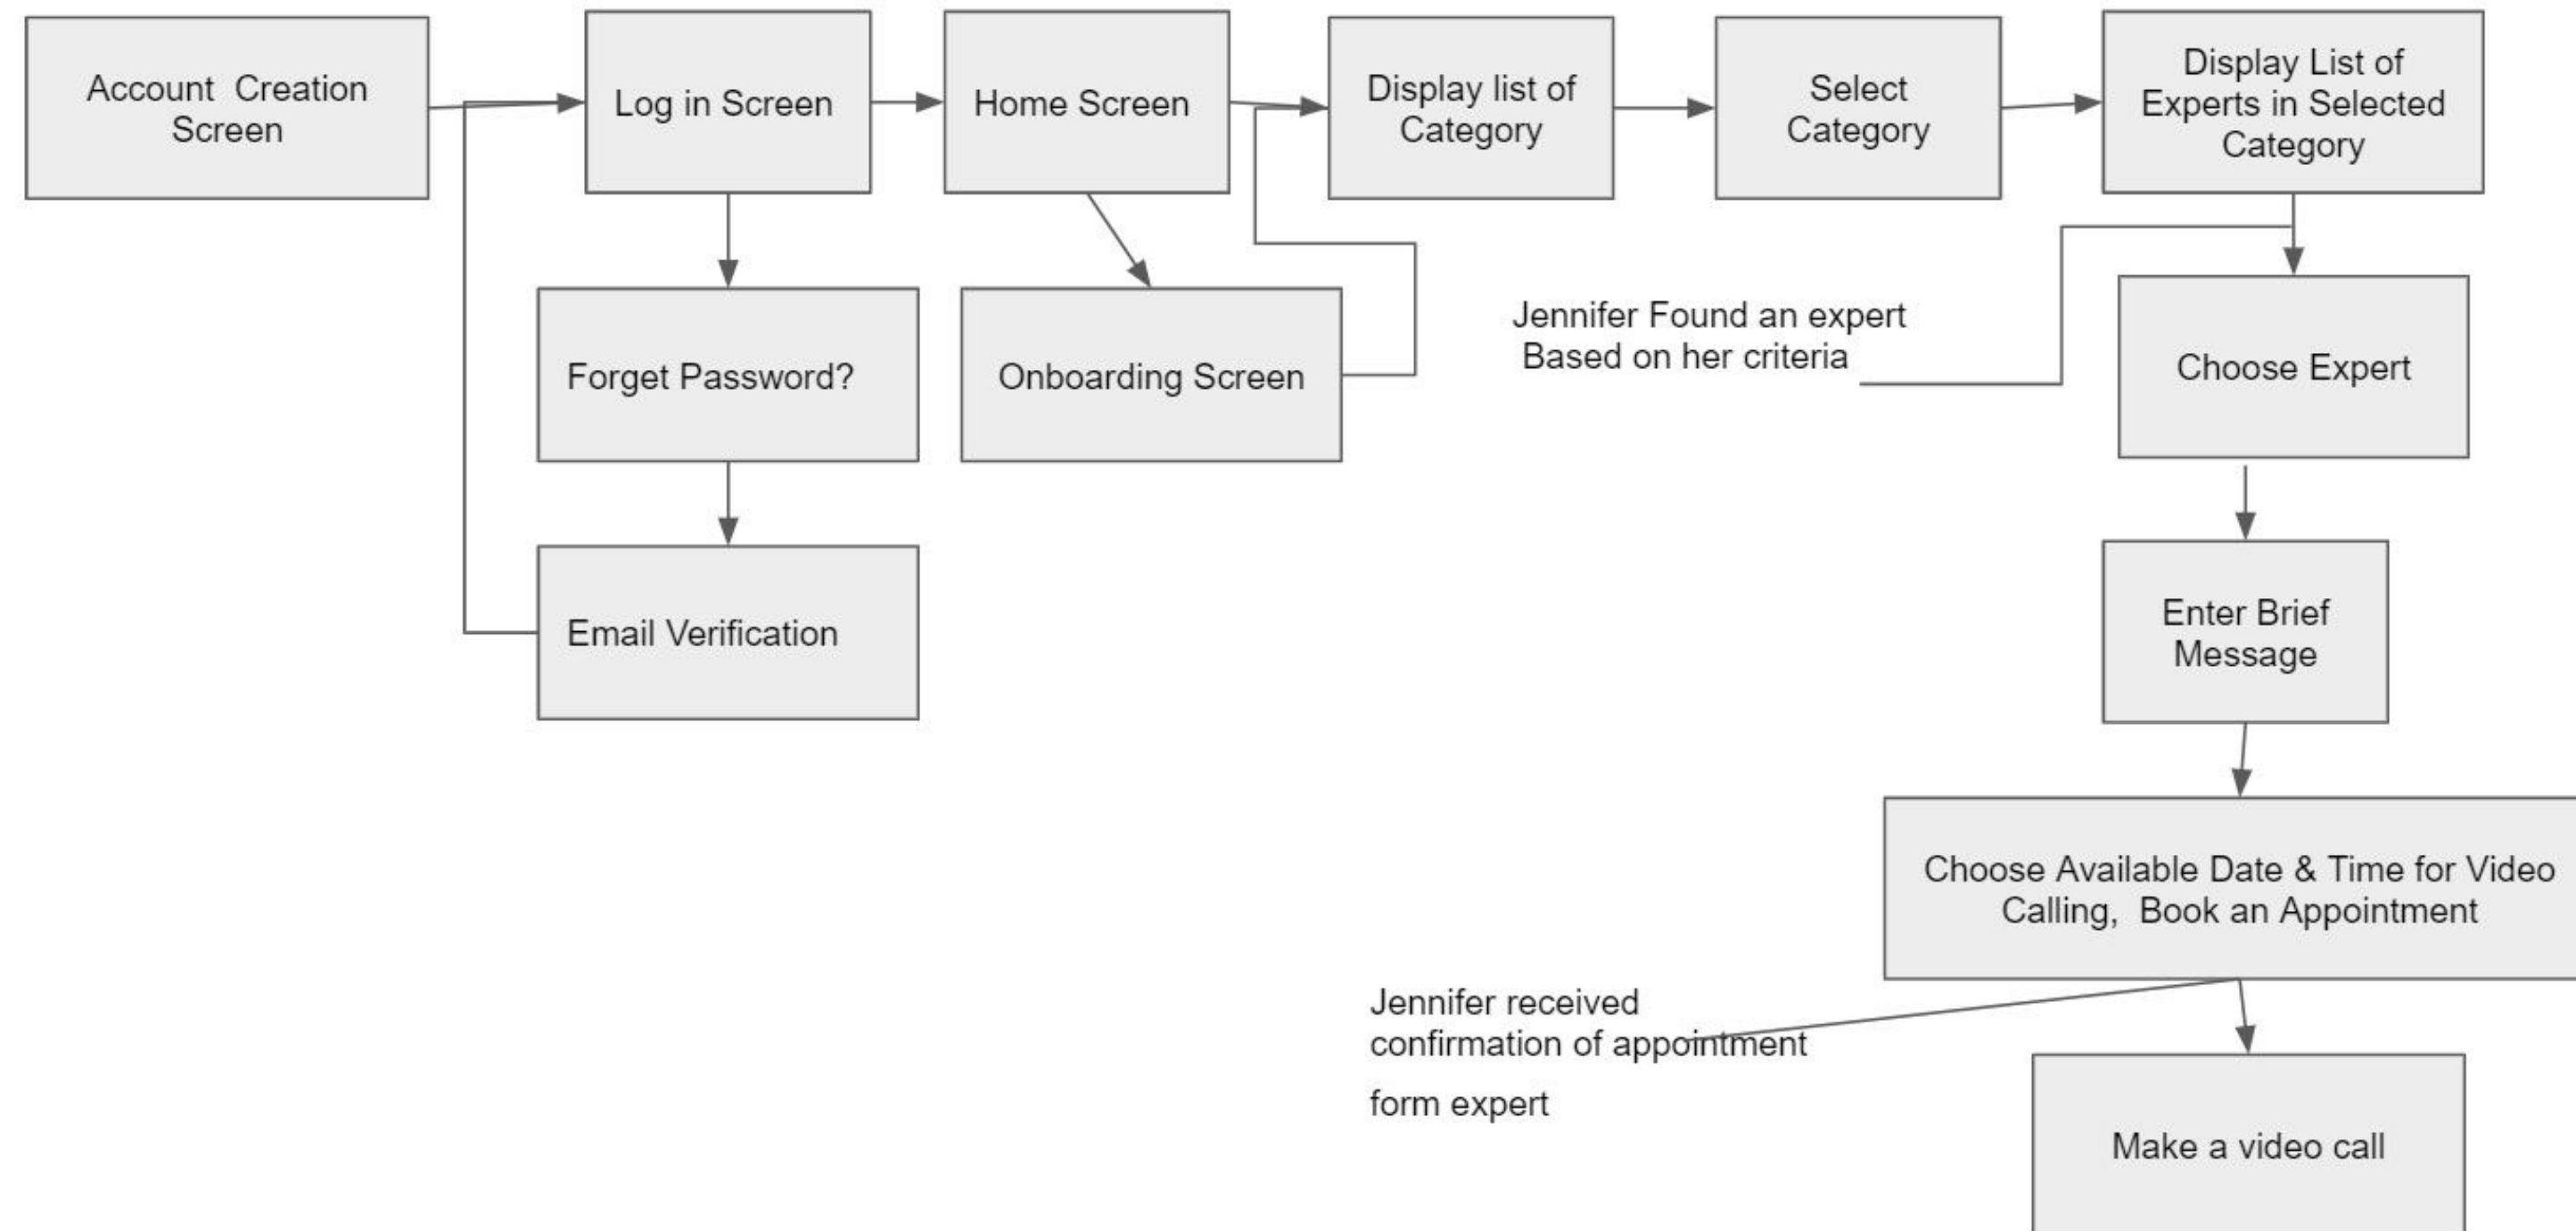 Account  Creation
Screen
Log in Screen
Home Screen
Display list of
Category
Select
Category
Display List of
Experts in Selected
Category
Forget Password?
Onboarding Screen
Jennifer Found an expert
Based on her criteria
Choose Expert
Email Verification
Enter Brief
Message
Choose Available Date & Time for Video
Calling,  Book an Appointment
Jennifer received
confirmation of appointment
form expert
Make a video call